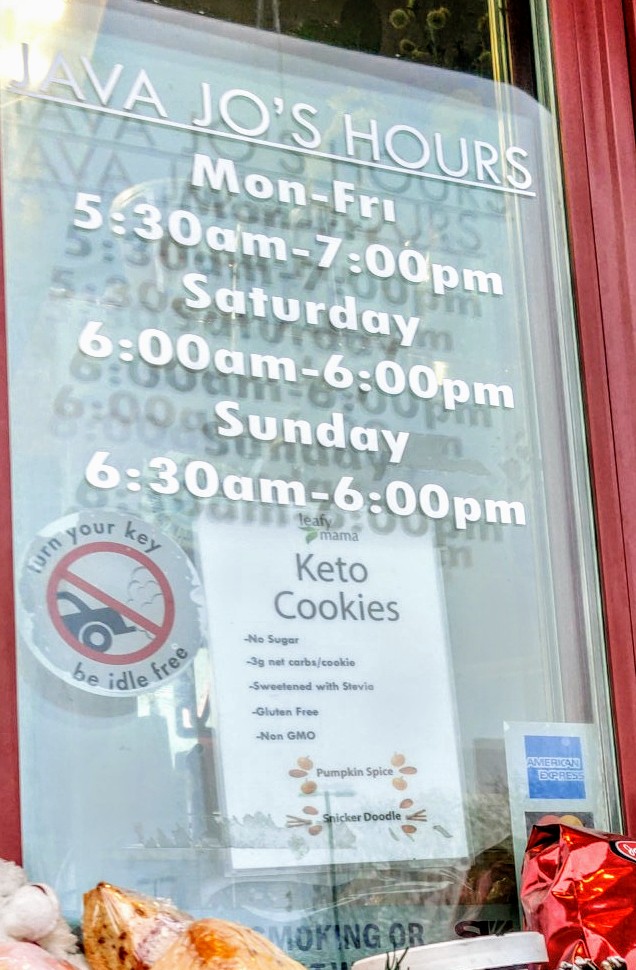 JAVA JO'S HOURS
Mon-Fri
5:30am-7:00pm
Saturday
6:00am-6:00pm
Sunday
6:30am-6:00pm
turn your key
be idle free
leafy
mama
Keto
Cookies
-No Sugar
-3g net carbs/cookie
-Sweetened with Stevia
-Gluten Free
-Non GMO
Pumpkin Spice
Snicker Doodle
AMERICAN
EXPRESS
SMOKING OR